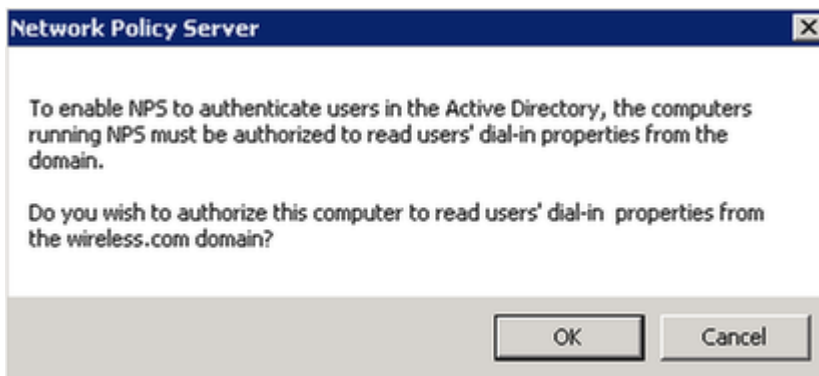 Network Policy Server
To enable NPS to authenticate users in the Active Directory, the computers
running NPS must be authorized to read users' dial-in properties from the
domain.
Do you wish to authorize this computer to read users' dial-in  properties from
the wireless.com domain?
OK Cancel